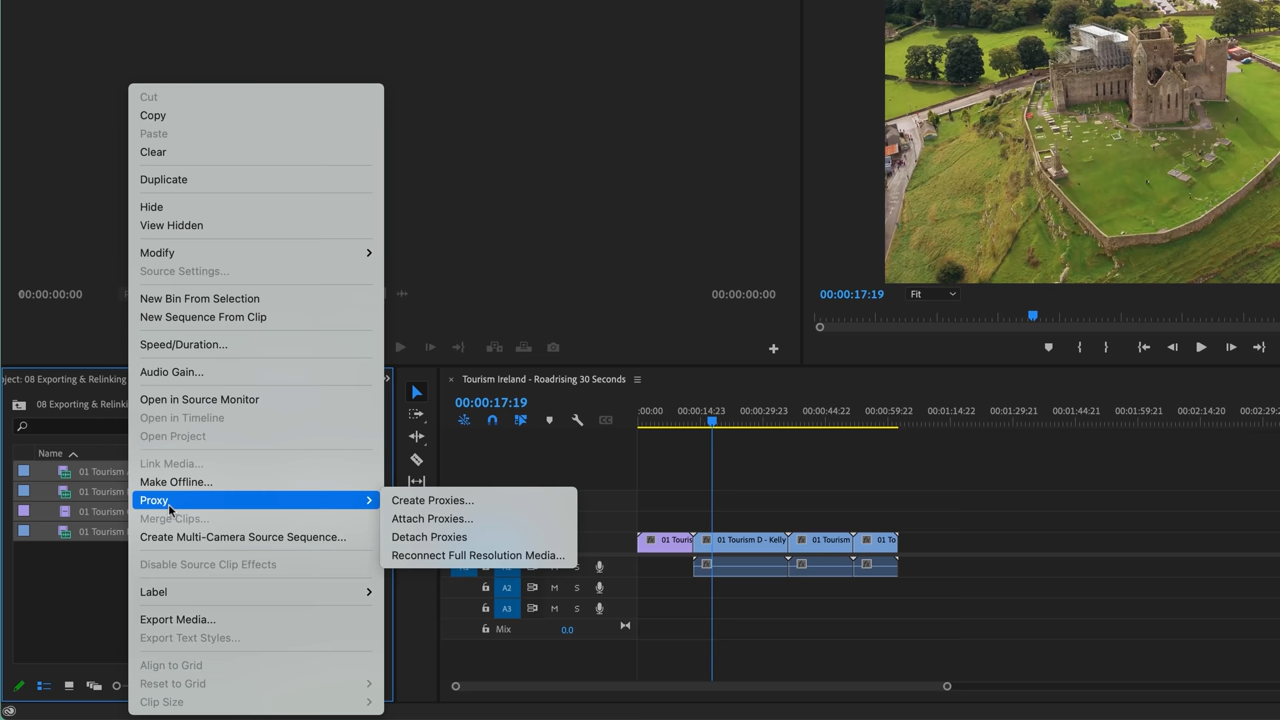 Cut
Copy
Paste
Clear
Duplicate
Hide
View Hidden
Modify
Source Settings...
New Bin From Selection
New Sequence From Clip
Speed/Duration...
Audio Gain...
Open in Source Monitor
Open in Timeline
Open Project
Link Media...
Make Offline...
Proxy
Merge Clips...
Create Multi-Camera Source Sequence...
Disable Source Clip Effects
Label
Export Media...
Export Text Styles...
Align to Grid
Reset to Grid
Clip Size
Create Proxies...
Attach Proxies...
Detach Proxies
Reconnect Full Resolution Media...
00:00:00:00
00:00:00:00
00:00:17:19
Fit
oject: 08 Exporting & Relinking
08 Exporting & Relinki
Name
01 Tourism
01 Tourism
01 Tourism
01 Tourism
× Tourism Ireland - Roadrising 30 Seconds
00:00:17:19
:00:00 00:00:14:23 00:00:29:23 00:00:44:22 00:00:59:22 00:01:14:22 00:01:29:21 00:01:44:21 00:01:59:21 00:02:14:20 00:02:29:
01 Touris 01 Tourism D - Kelly 01 Tourism 01 To
fx fx fx fx
fx fx fx
M S
A2 M S
A3 M S
Mix 0.0